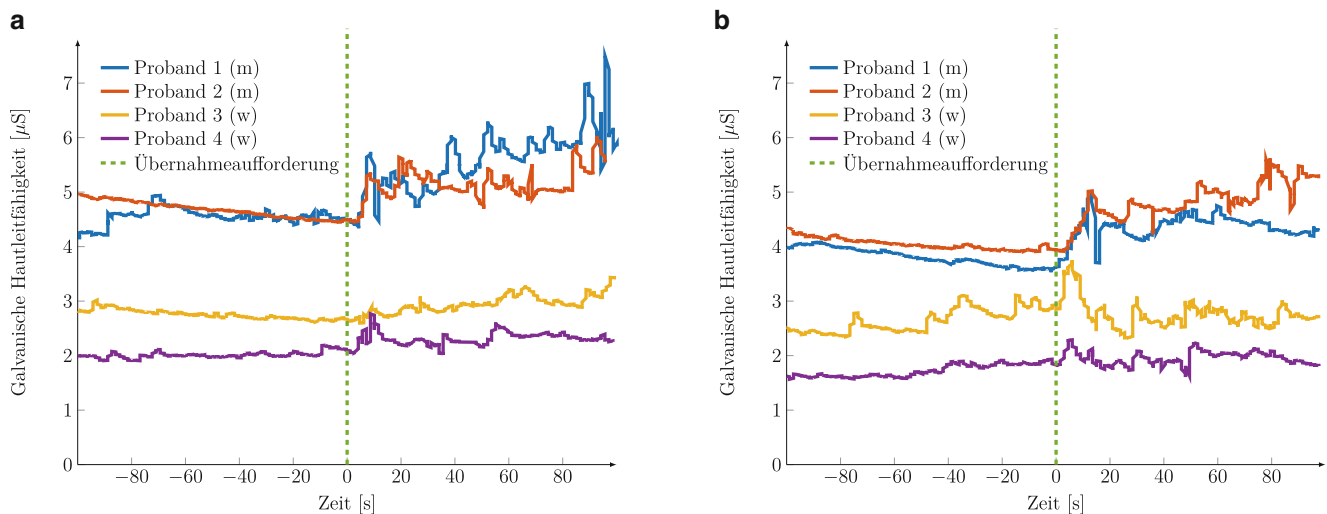 a
Galvanische Hautleitfähigkeit [μS]
7
6
5
4
3
2
1
0
Proband 1 (m)
Proband 2 (m)
Proband 3 (w)
Proband 4 (w)
Übernahmeaufforderung
−80 −60 −40 −20 0 20 40 60 80
Zeit [s]
b
Galvanische Hautleitfähigkeit [μS]
7
6
5
4
3
2
1
0
Proband 1 (m)
Proband 2 (m)
Proband 3 (w)
Proband 4 (w)
Übernahmeaufforderung
−80 −60 −40 −20 0 20 40 60 80
Zeit [s]